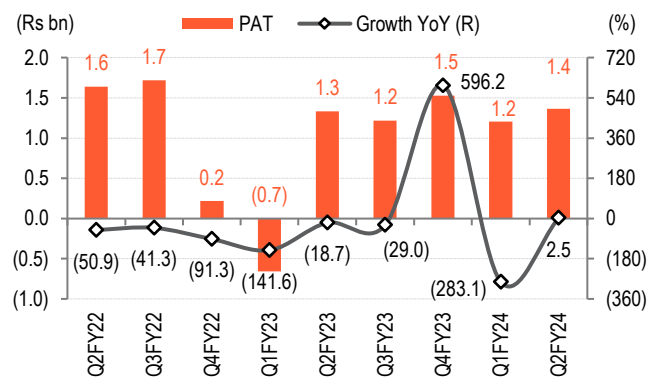 (Rs bn) PAT Growth YoY (R) (%)
2.0 720
1.5 540
1.0 360
0.5 180
0.0 0
(0.5) (180)
(1.0) (360)
1.6 1.7 0.2 (0.7) 1.3 1.2 1.5 1.2 1.4
(50.9) (41.3) (91.3) (141.6) (18.7) (29.0) 596.2 (283.1) 2.5
Q2FY22 Q3FY22 Q4FY22 Q1FY23 Q2FY23 Q3FY23 Q4FY23 Q1FY24 Q2FY24